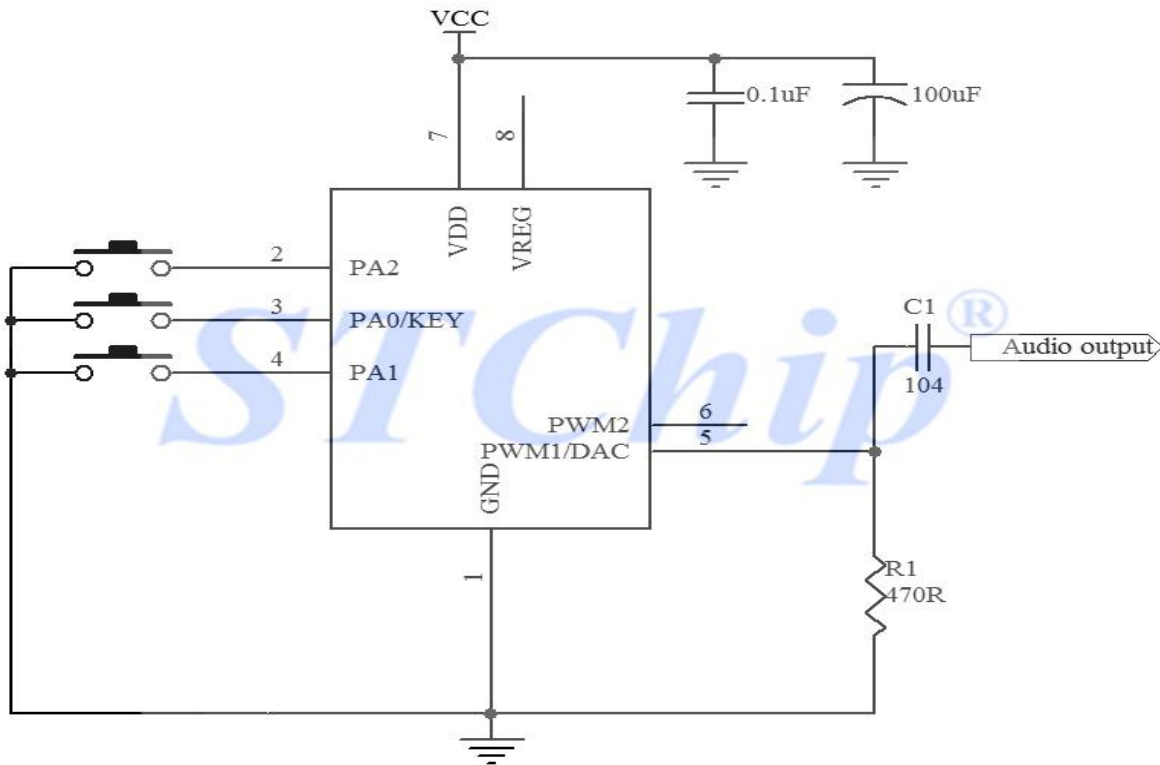 VCC
0.1uF
100uF
7
8
VDD
VREG
2
PA2
3
PA0/KEY
4
PA1
STChip®
C1
104
Audio output
PWM2
6
PWM1/DAC
5
GND
1
R1
470R